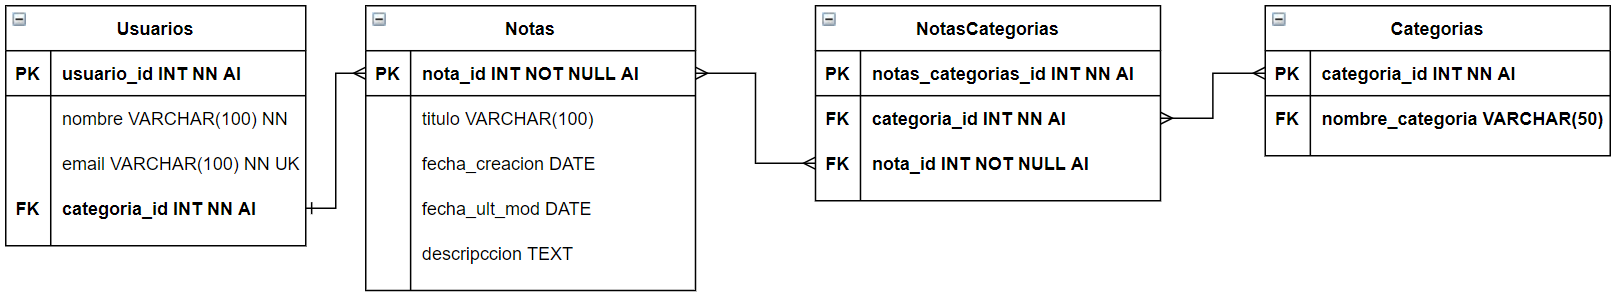 Usuarios
PK usuario_id INT NN AI
nombre VARCHAR(100) NN
email VARCHAR(100) NN UK
FK categoria_id INT NN AI
Notas
PK nota_id INT NOT NULL AI
titulo VARCHAR(100)
fecha_creacion DATE
fecha_ult_mod DATE
descripccion TEXT
NotasCategorias
PK notas_categorias_id INT NN AI
FK categoria_id INT NN AI
FK nota_id INT NOT NULL AI
Categorias
PK categoria_id INT NN AI
FK nombre_categoria VARCHAR(50)